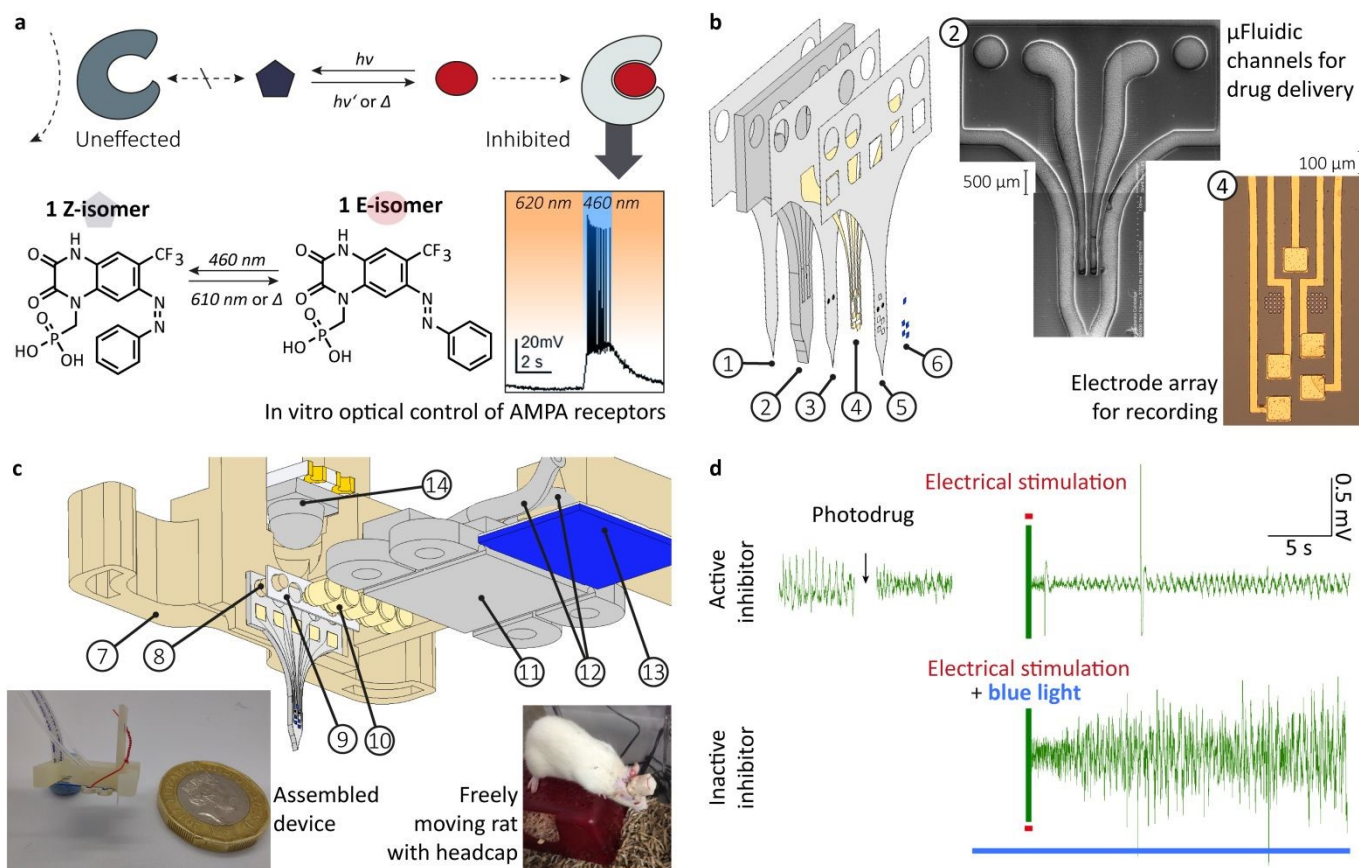 a
hν
hν' or Δ
Uneffected
Inhibited
1 Z-isomer
1 E-isomer
H
O
N
CF3
O
N
N
N
O
P
HO
OH
460 nm
610 nm or Δ
H
O
N
CF3
O
N
N
N
O
P
HO
OH
620 nm
460 nm
20mV
2 s
In vitro optical control of AMPA receptors
b
1
2
3
4
5
6
2
µFluidic
channels for
drug delivery
500 µm
100 µm
4
Electrode array
for recording
c
14
7
8
9
10
11
12
13
Assembled
device
Freely
moving rat
with headcap
d
Electrical stimulation
0.5 mV
5 s
Photodrug
Active
inhibitor
Electrical stimulation
+ blue light
Inactive
inhibitor